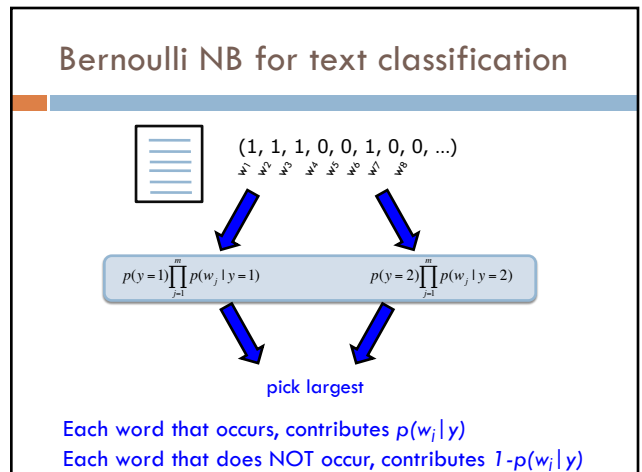 Bernoulli NB for text classification
(1, 1, 1, 0, 0, 1, 0, 0, …)
w1 w2 w3 w4 w5 w6 w7 w8
p(y=1)∏_{j=1}^{m} p(w_j | y=1) p(y=2)∏_{j=1}^{m} p(w_j | y=2)
pick largest
Each word that occurs, contributes p(w_j|y)
Each word that does NOT occur, contributes 1-p(w_j|y)